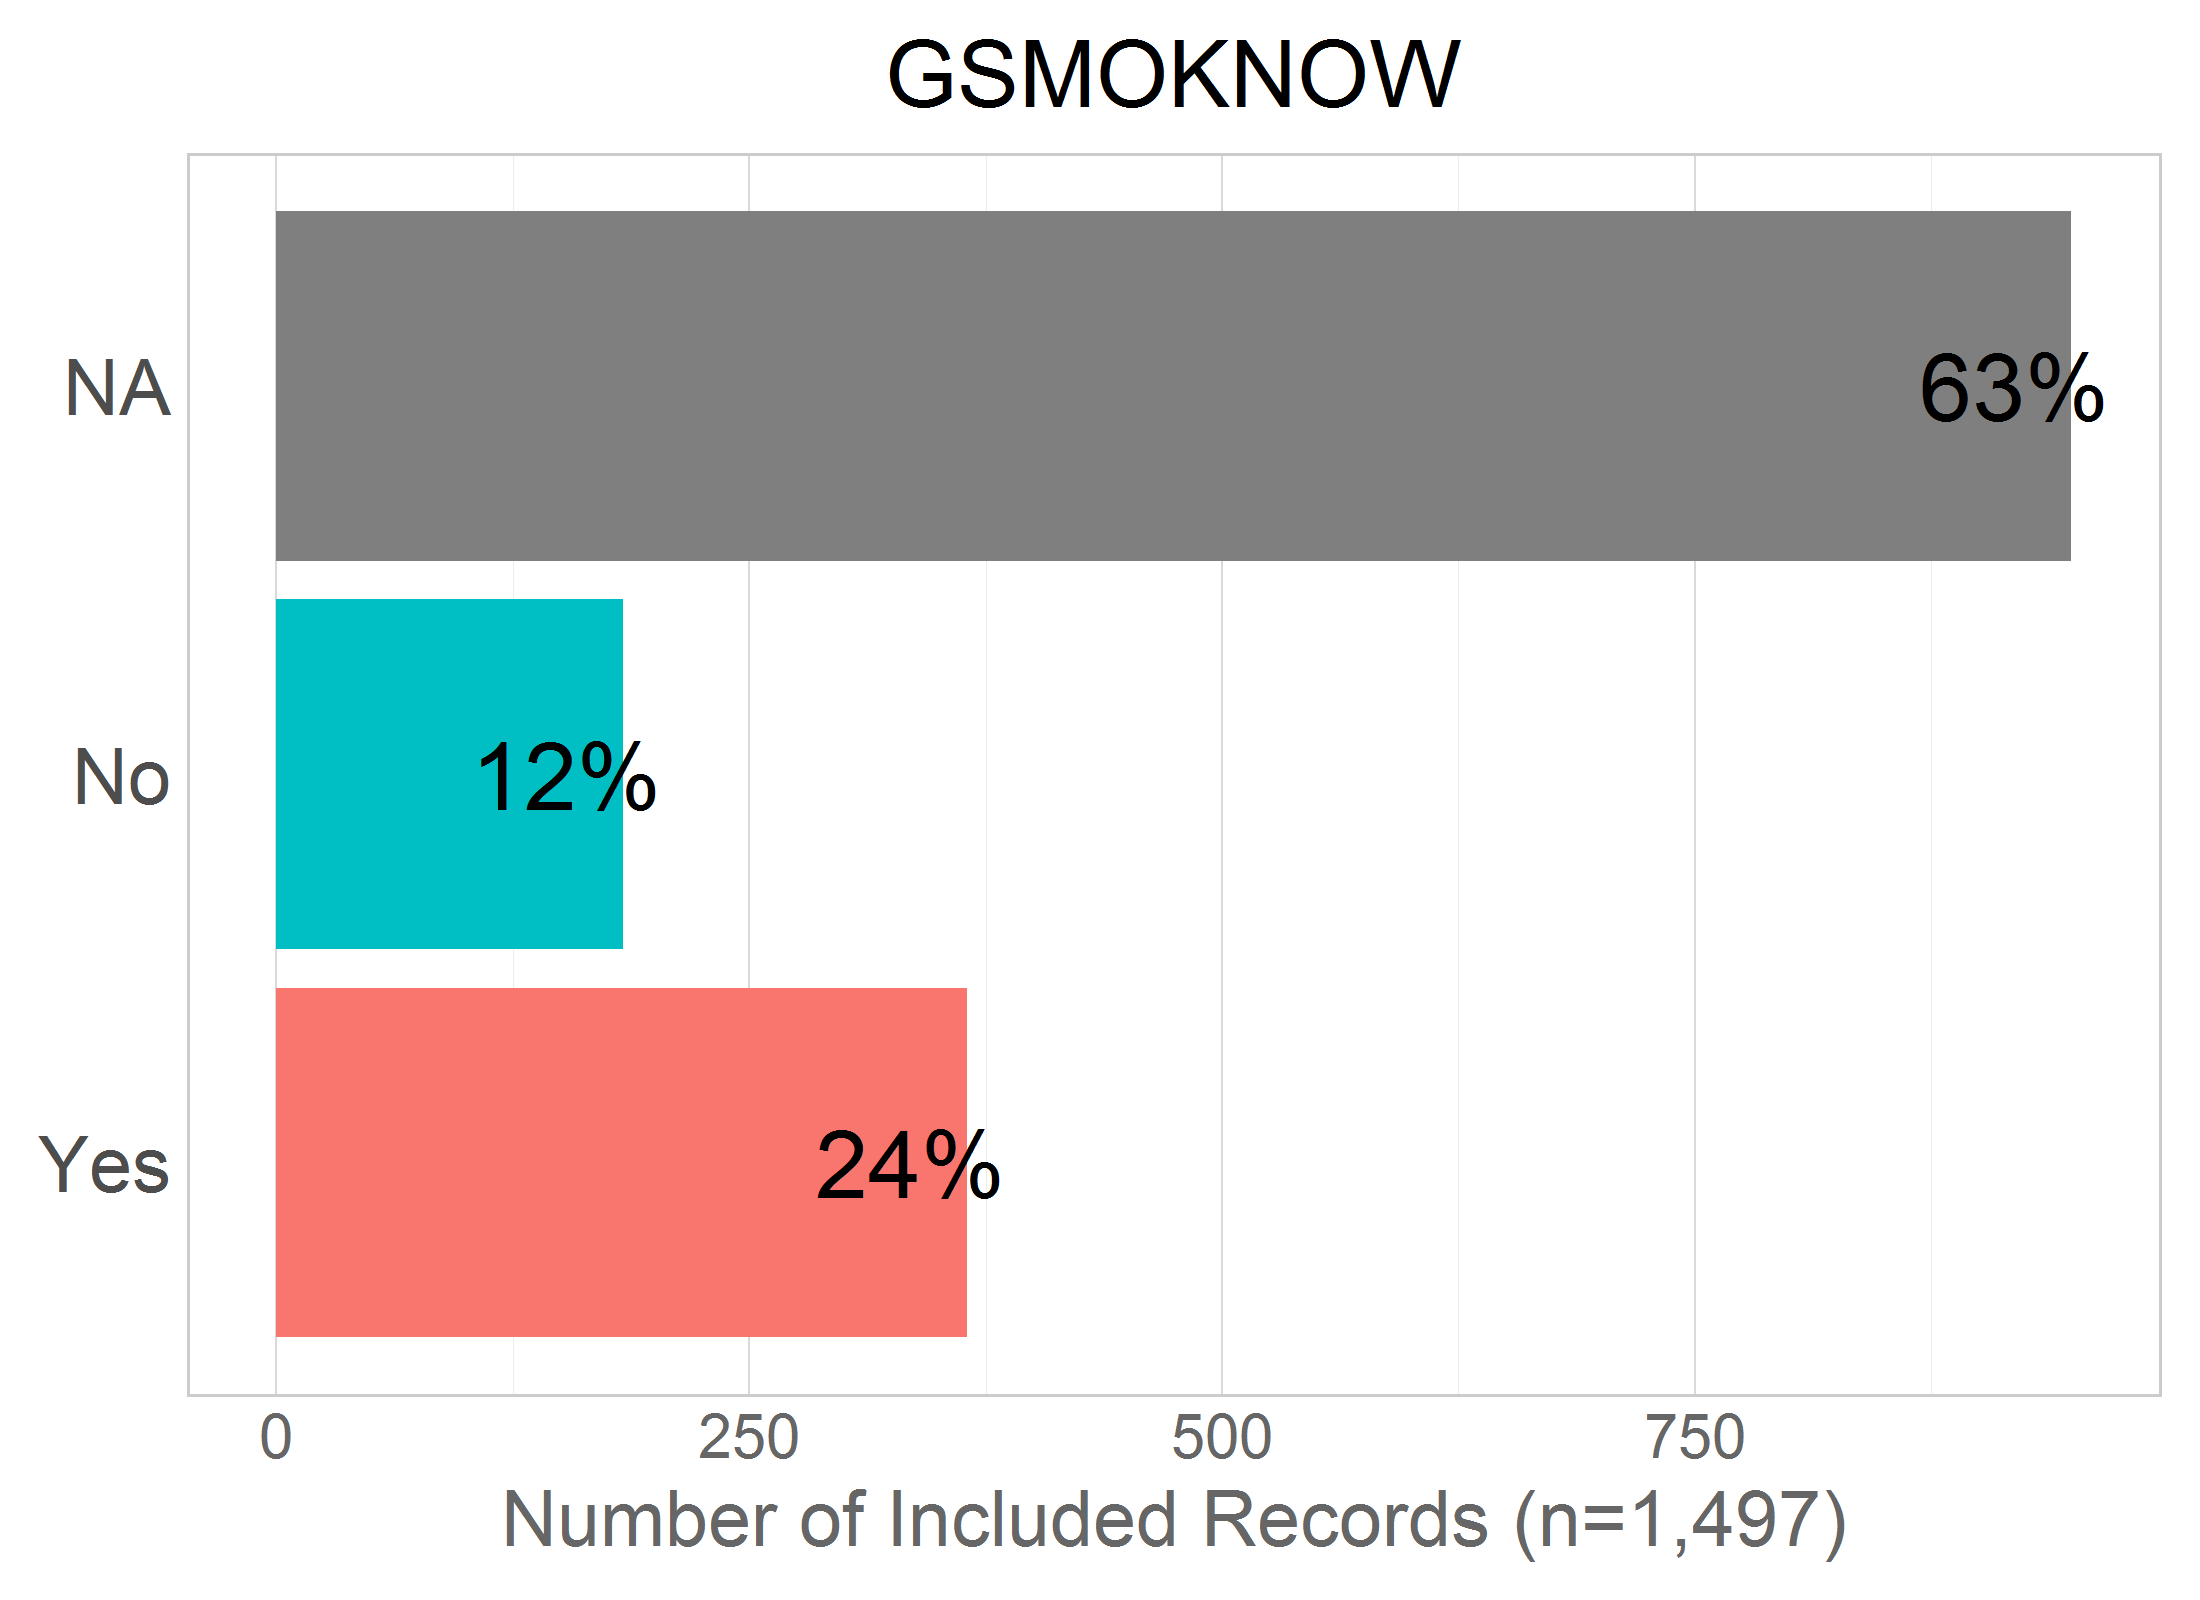 GSMOKNOW
NA
63%
No
12%
Yes
24%
0 250 500 750
Number of Included Records (n=1,497)